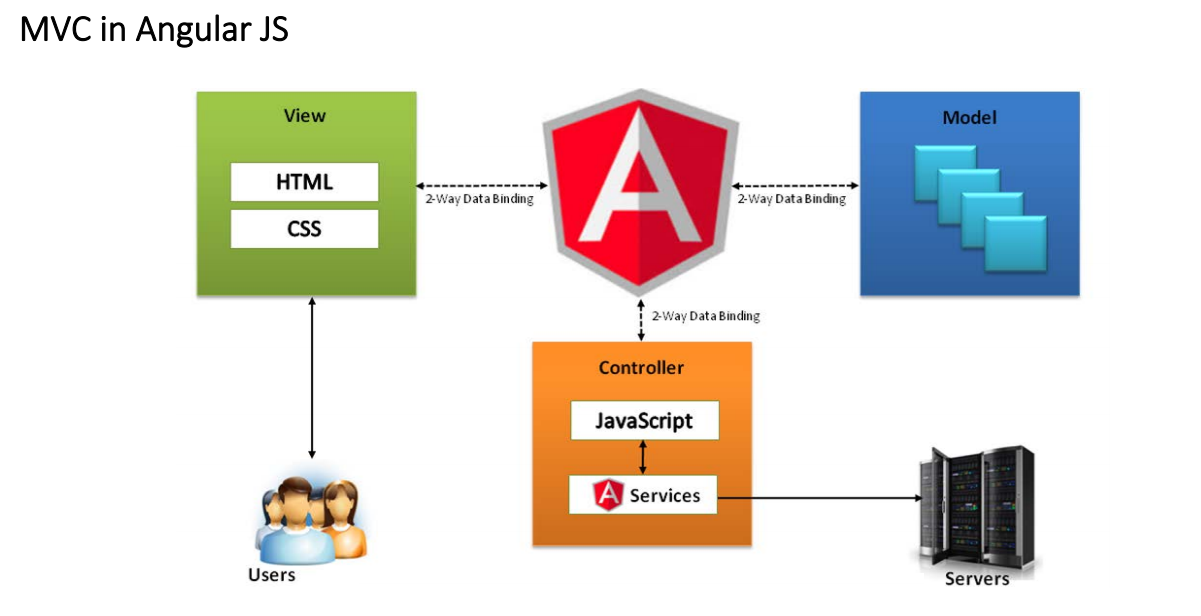 MVC in Angular JS
View
HTML
CSS
2-Way Data Binding
A
2-Way Data Binding
Model
2-Way Data Binding
Controller
JavaScript
A Services
Users
Servers